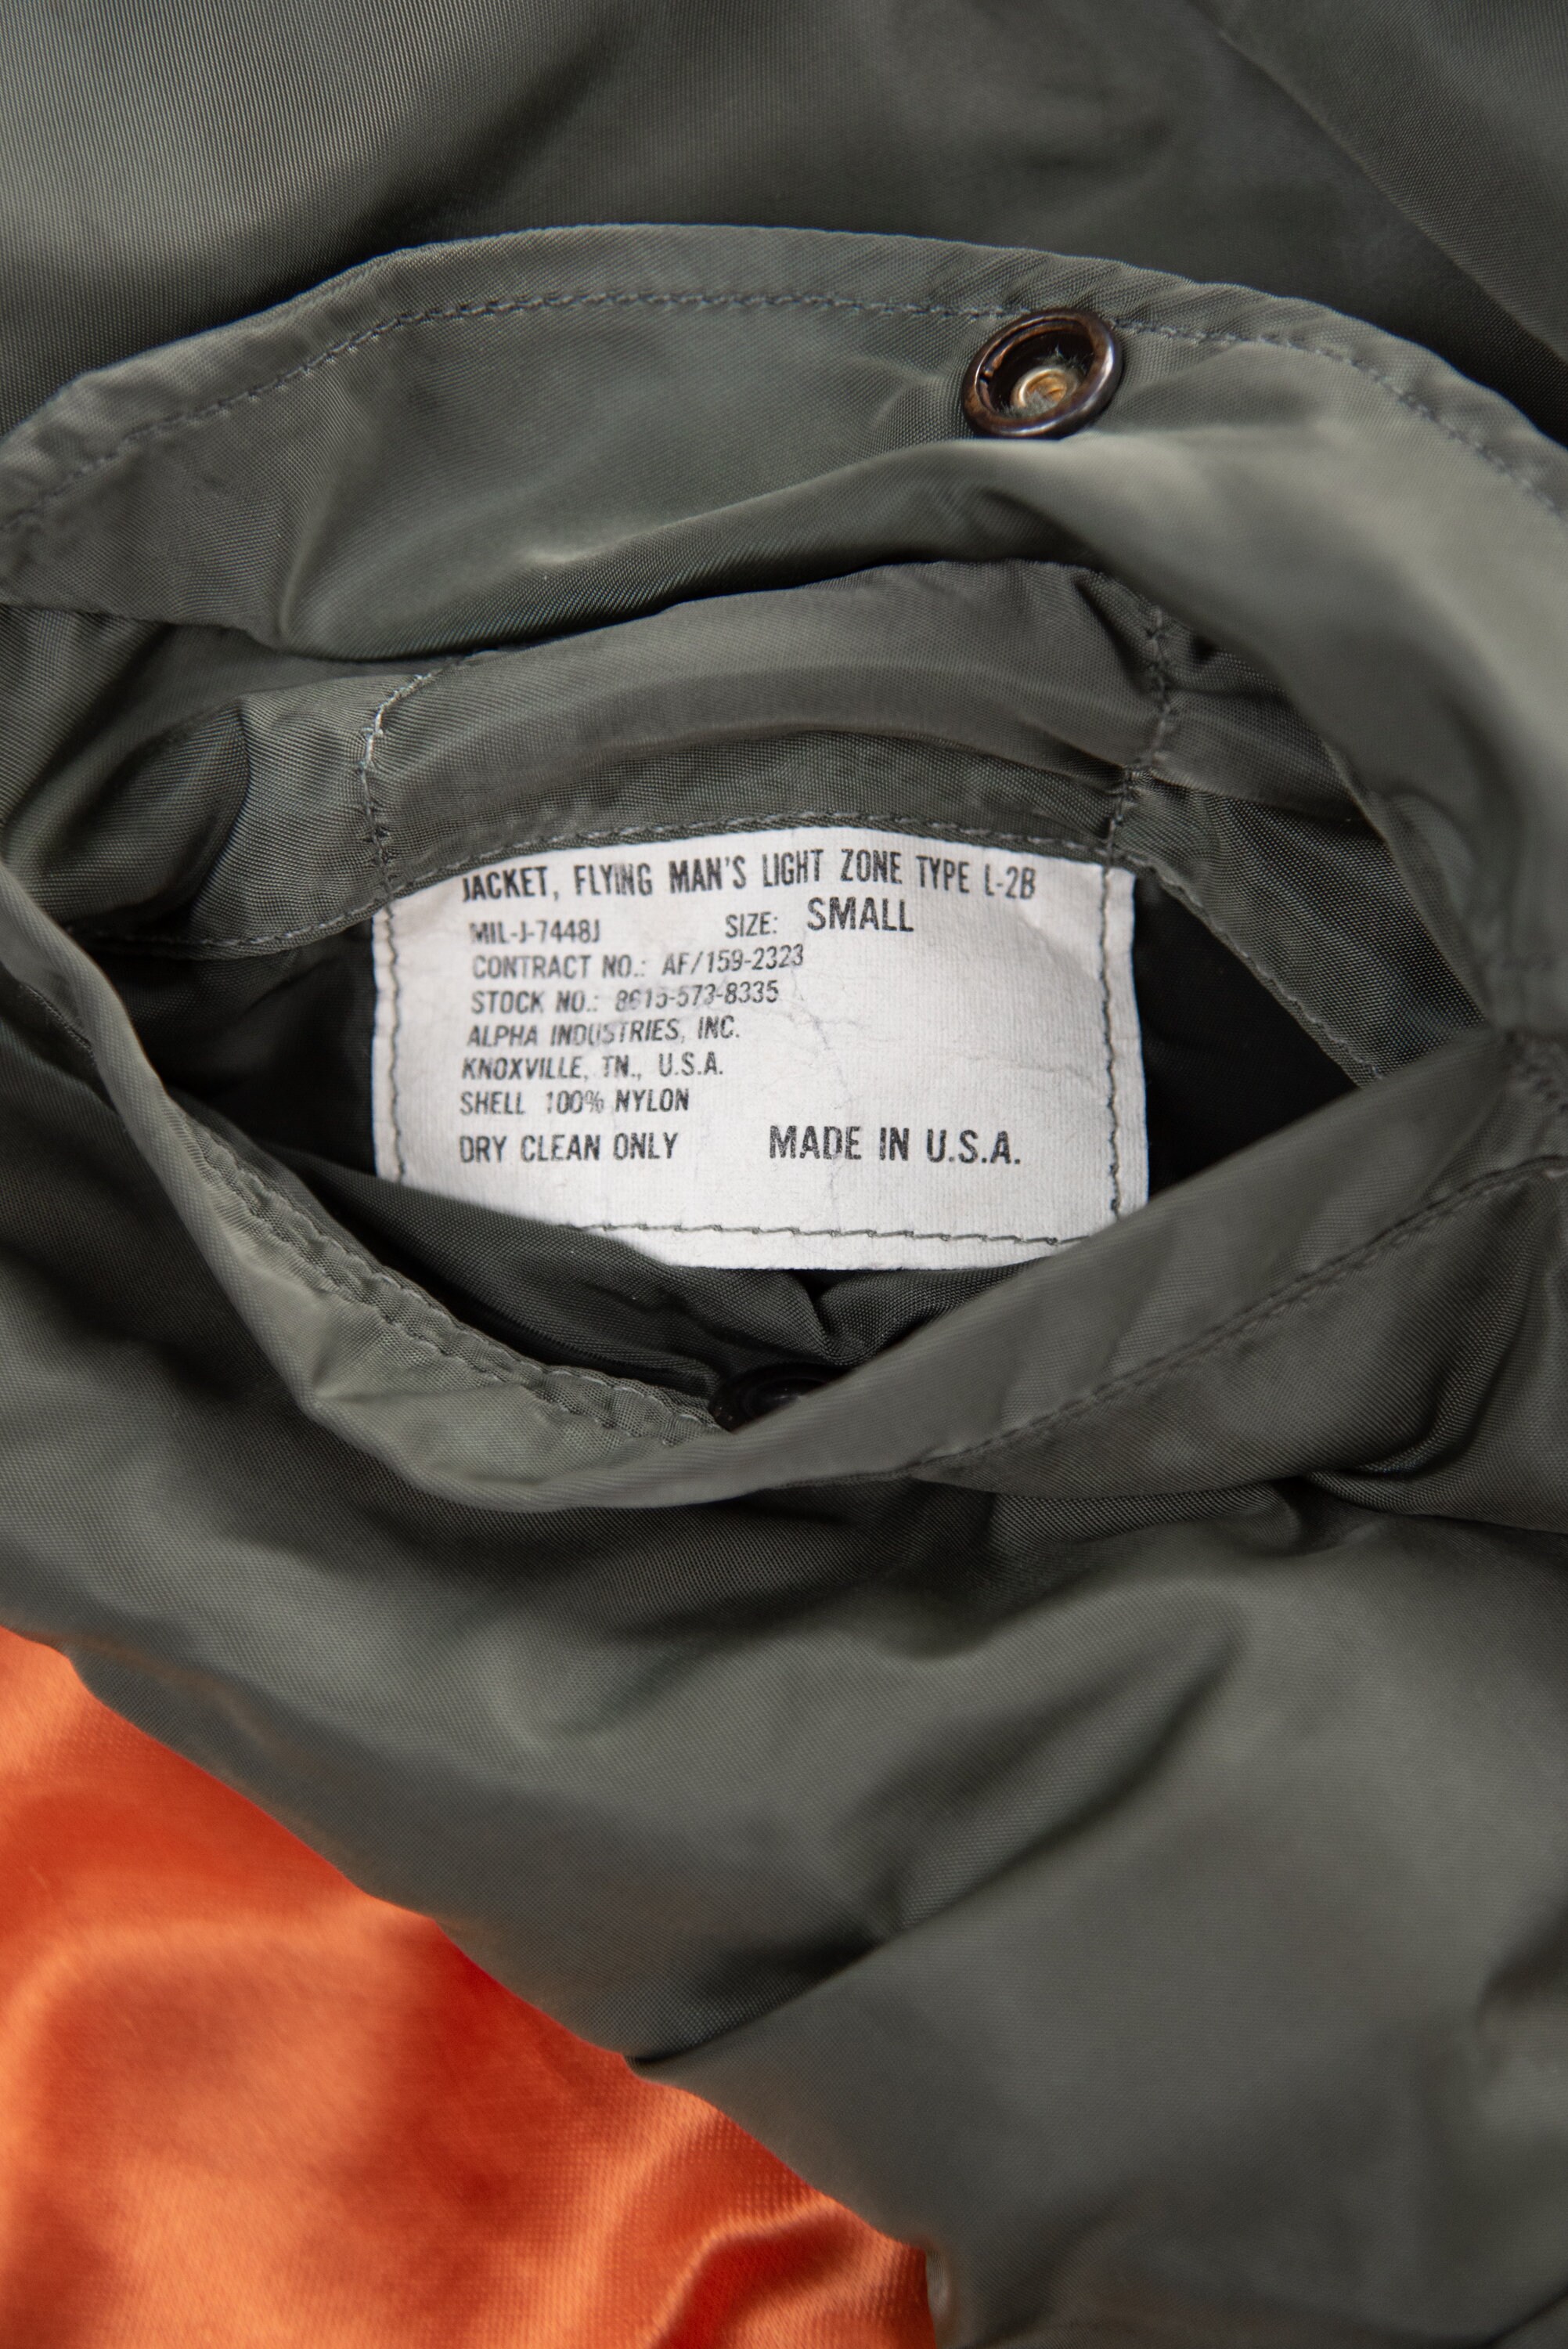 JACKET, FLYING MAN'S LIGHT ZONE TYPE L-2B
MIL-J-7448J SIZE: SMALL
CONTRACT NO.: AF/159-2323
STOCK NO.: 8615-573-8335
ALPHA INDUSTRIES, INC.
KNOXVILLE, TN., U.S.A.
SHELL 100% NYLON
DRY CLEAN ONLY MADE IN U.S.A.